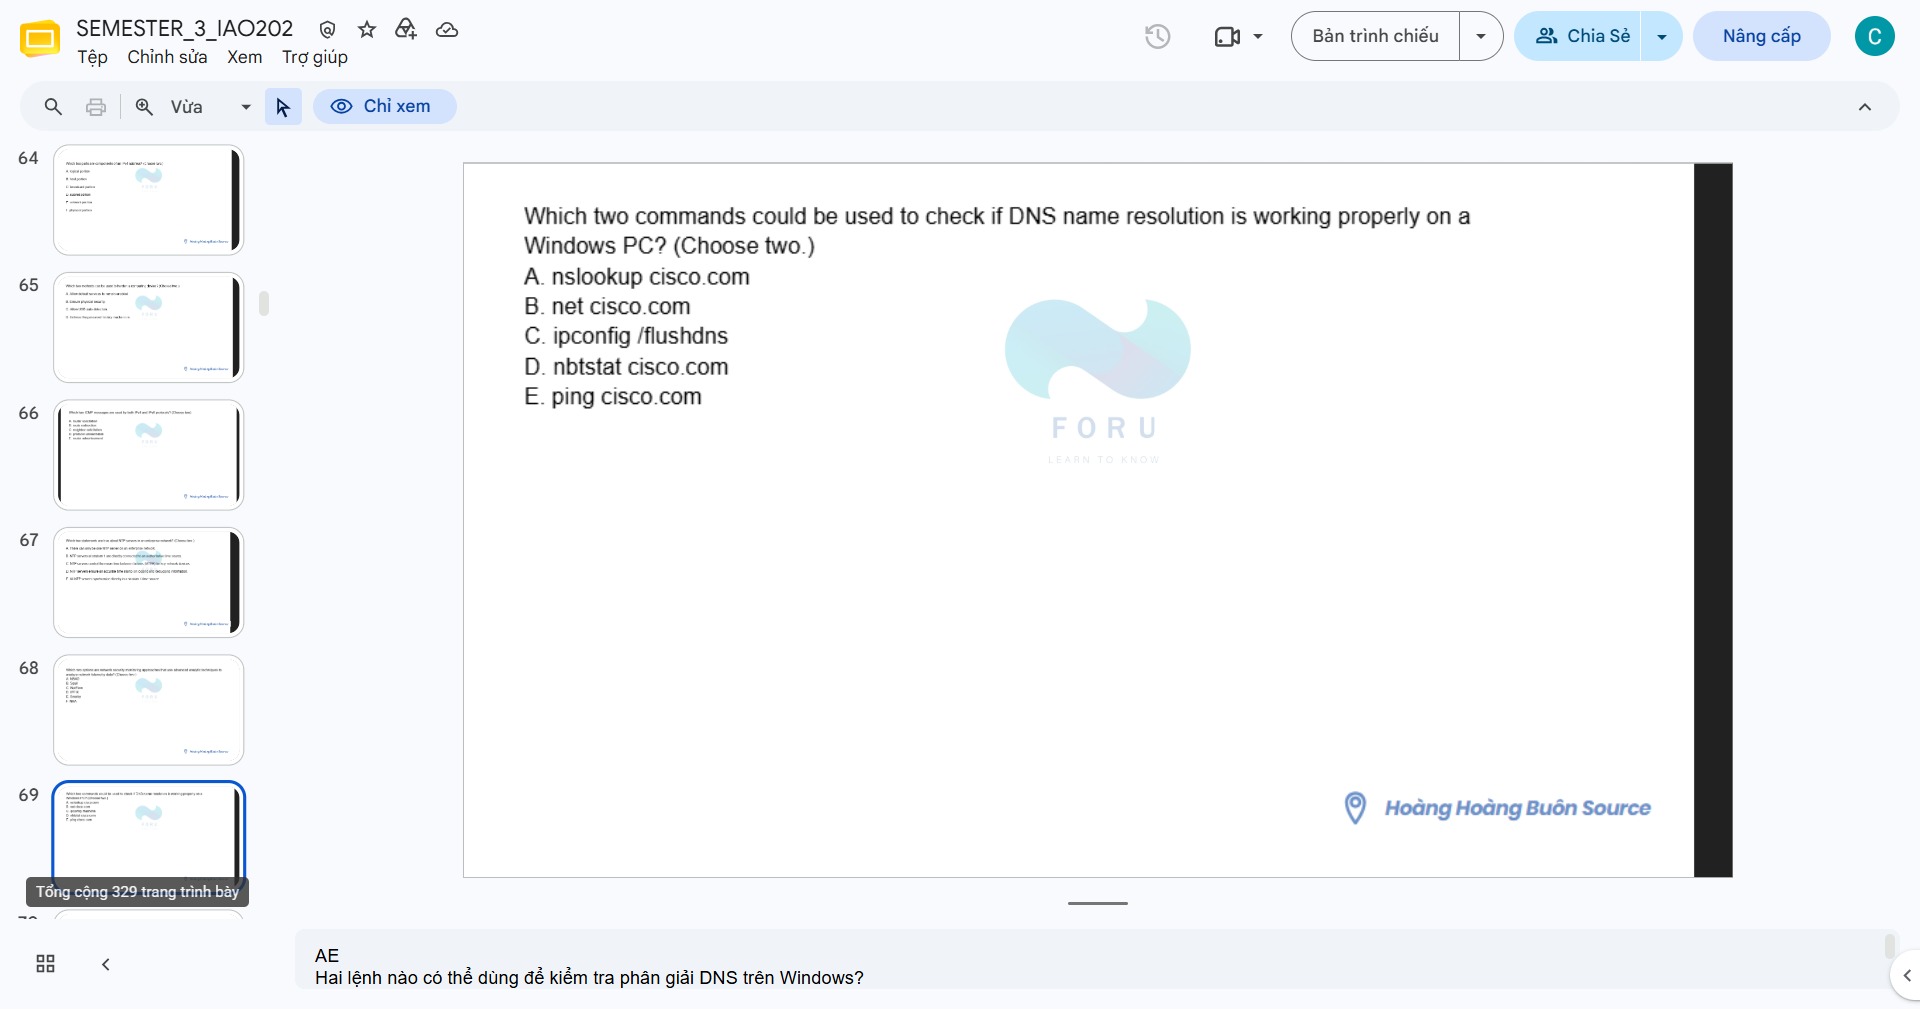 SEMESTER_3_IAO202
Tệp Chỉnh sửa Xem Trợ giúp
Bản trình chiếu
Chia Sẻ
Nâng cấp
C
Vừa
Chỉ xem
64
65
66
67
68
69
Tổng cộng 329 trang trình bày
Which two commands could be used to check if DNS name resolution is working properly on a
Windows PC? (Choose two.)
A. nslookup cisco.com
B. net cisco.com
C. ipconfig /flushdns
D. nbtstat cisco.com
E. ping cisco.com
FORU
LEARN TO KNOW
Hoàng Hoàng Buôn Source
AE
Hai lệnh nào có thể dùng để kiểm tra phân giải DNS trên Windows?